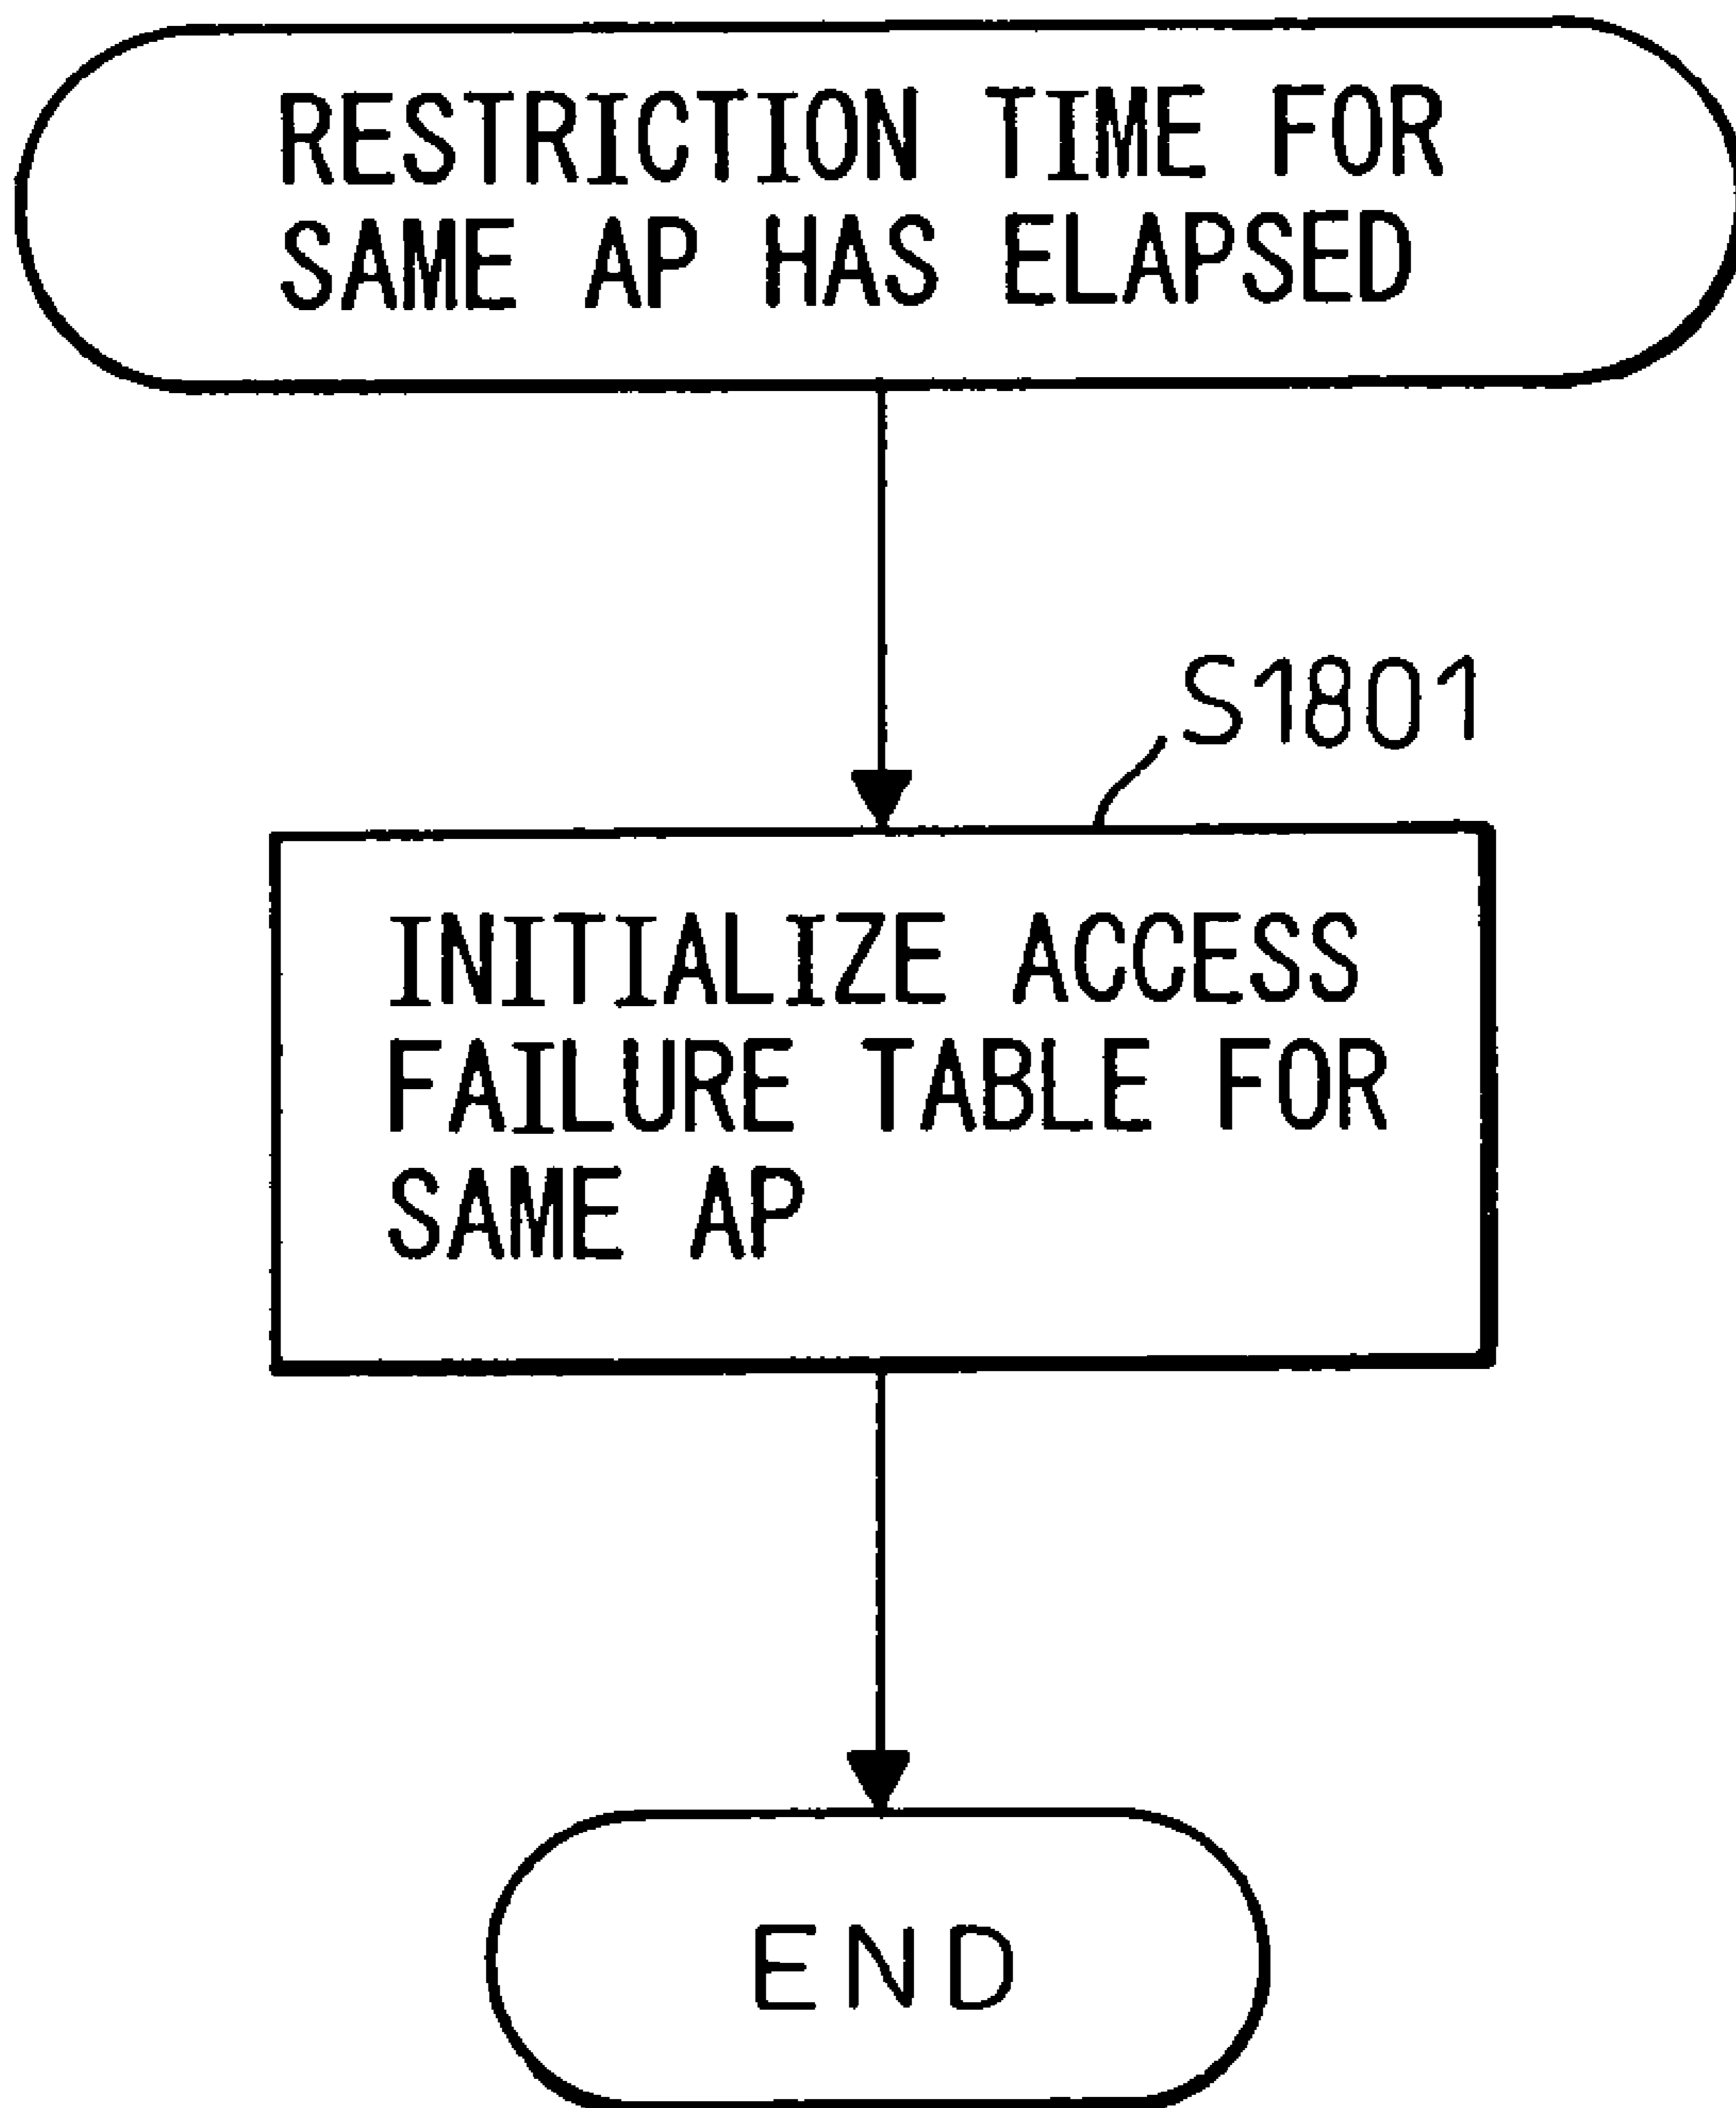 RESTRICTION TIME FOR
SAME AP HAS ELAPSED
S1801
INITIALIZE ACCESS
FAILURE TABLE FOR
SAME AP
END